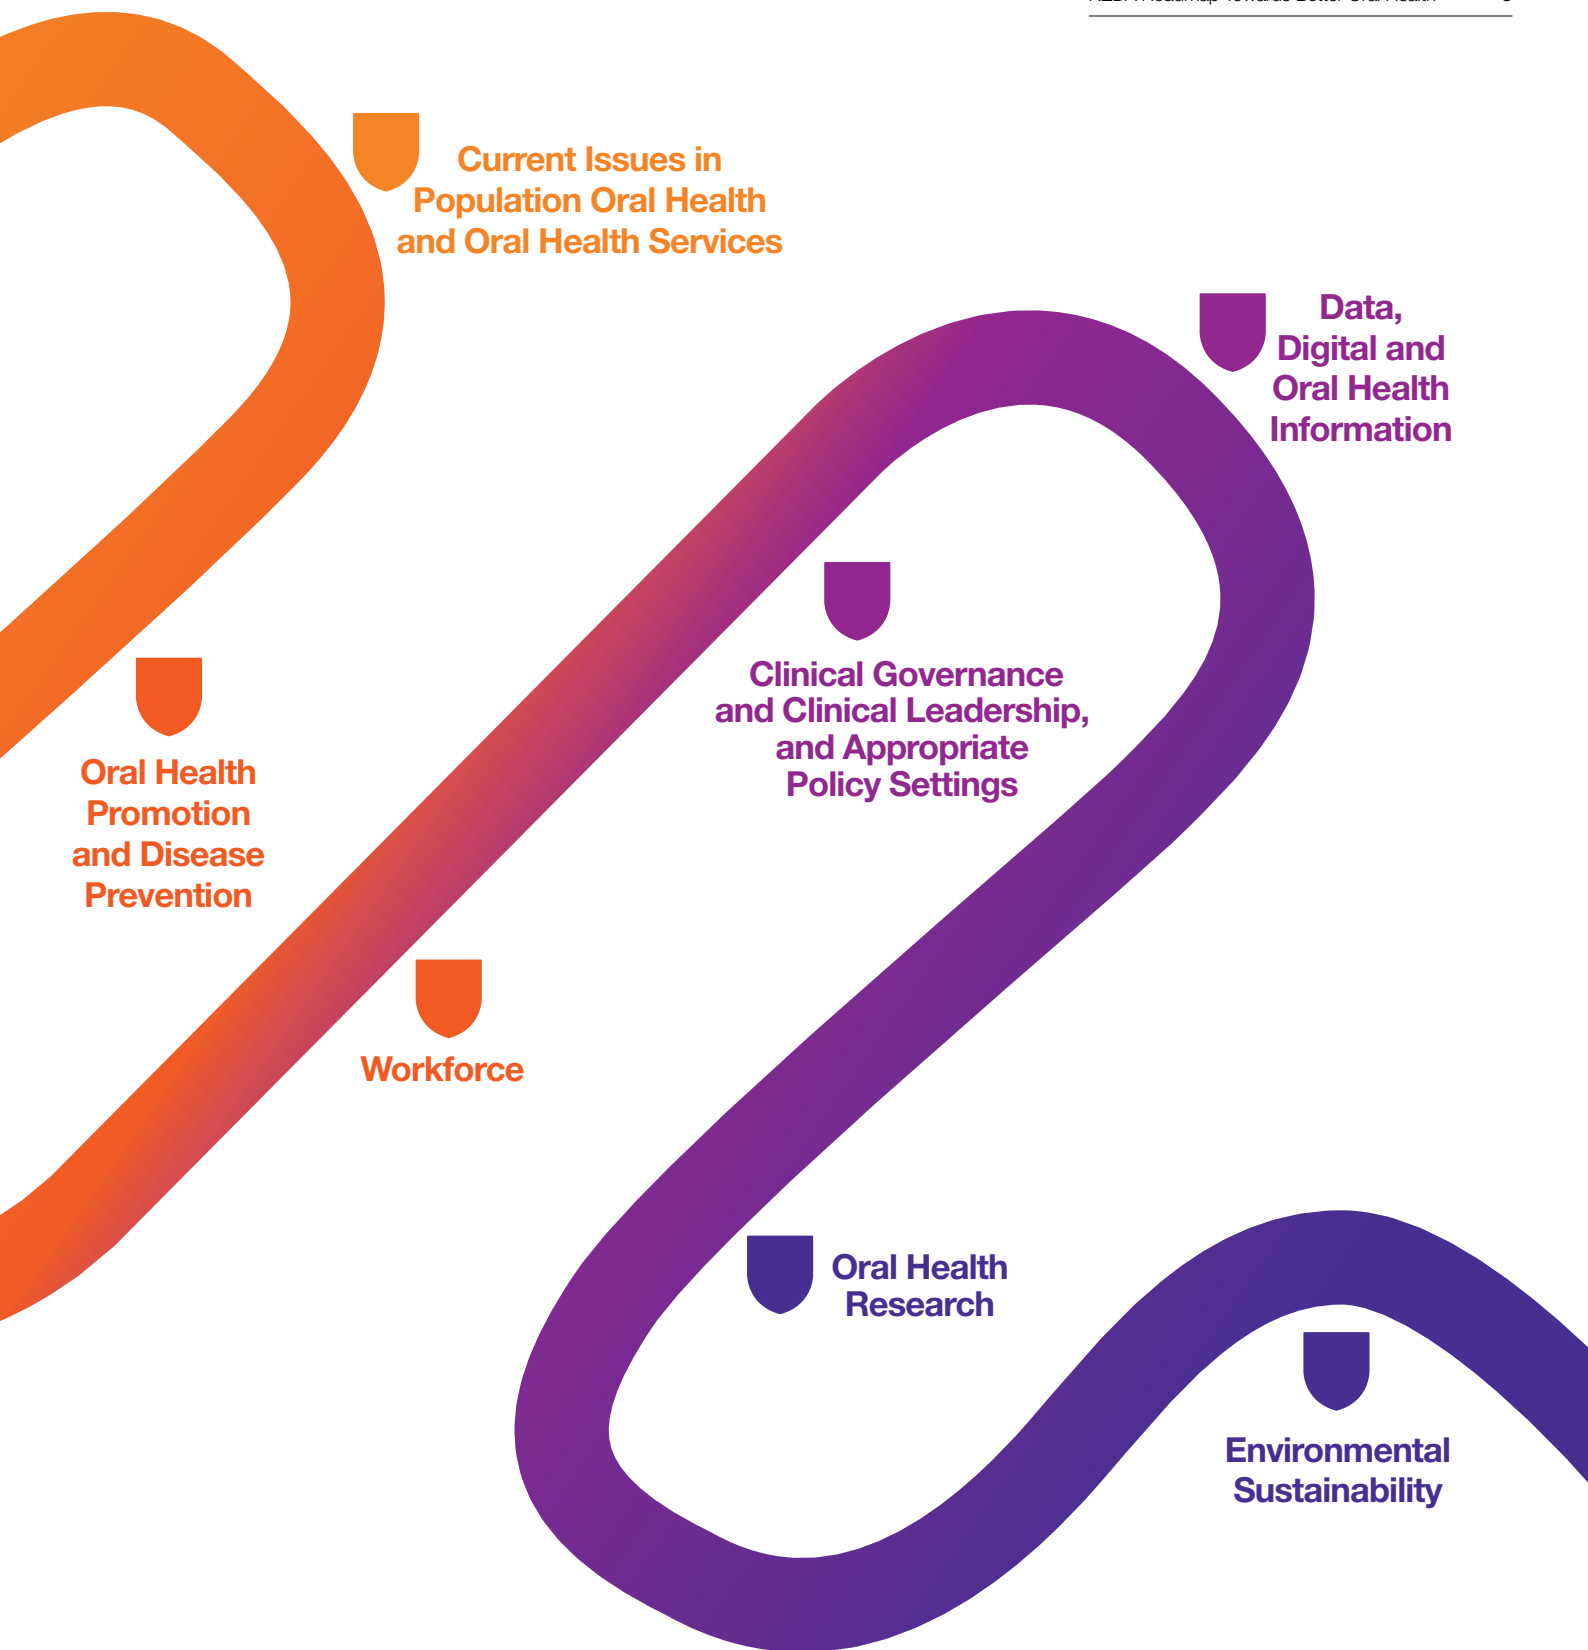 Current Issues in
Population Oral Health
and Oral Health Services
Data,
Digital and
Oral Health
Information
Clinical Governance
and Clinical Leadership,
and Appropriate
Policy Settings
Oral Health
Promotion
and Disease
Prevention
Workforce
Oral Health
Research
Environmental
Sustainability